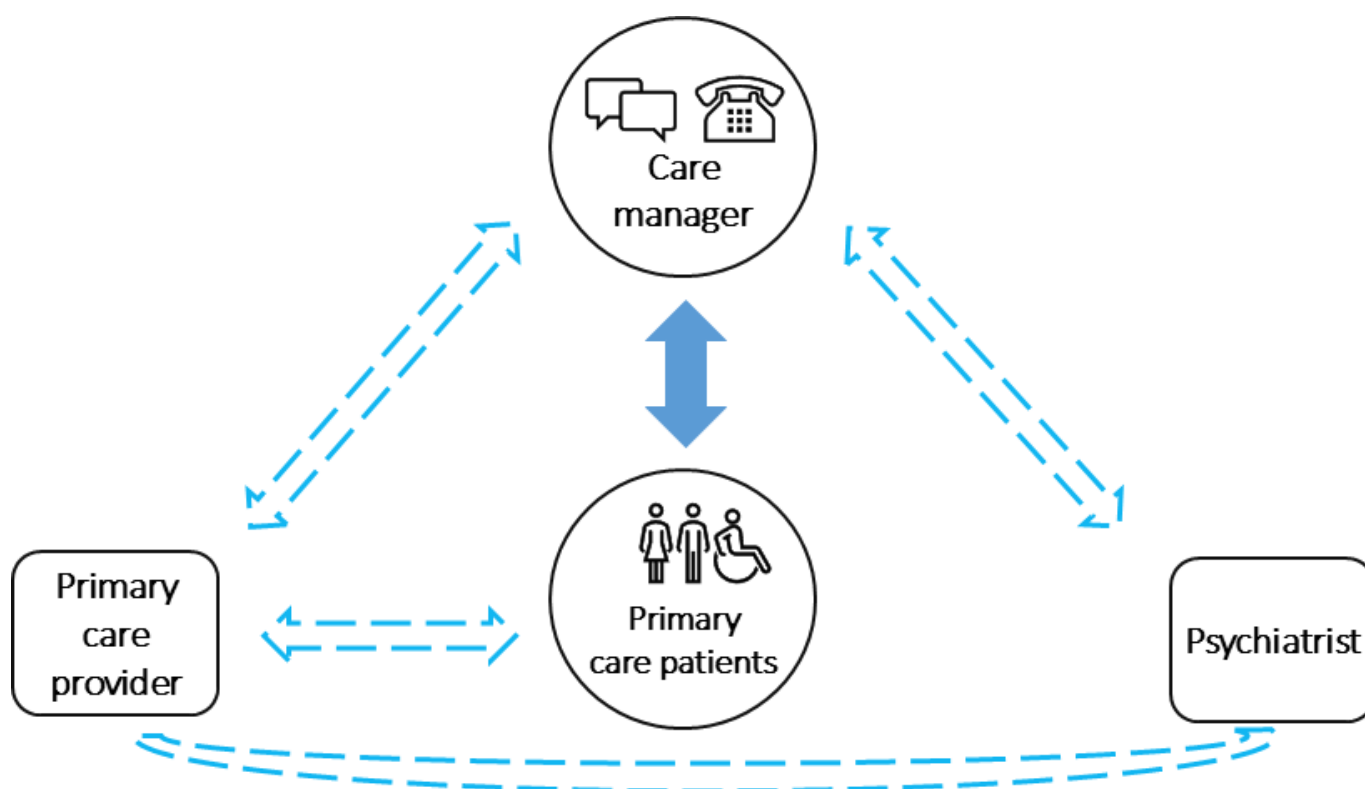 Care
manager
Primary
care
provider
Primary
care patients
Psychiatrist